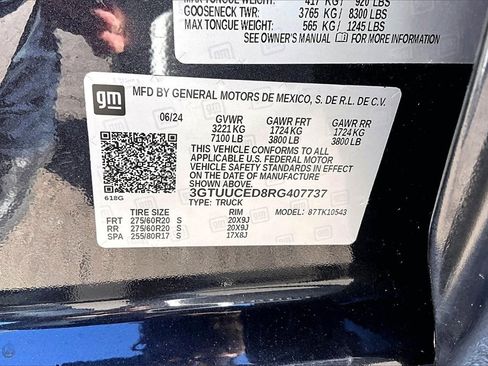 MAX TONGUE WEIGHT: 417 KG / 920 LBS
GOOSENECK TWR: 3765 KG / 8300 LBS
MAX TONGUE WEIGHT: 565 KG / 1245 LBS
SEE OWNER'S MANUAL FOR MORE INFORMATION.
gm
MFD BY GENERAL MOTORS DE MEXICO, S. DE R.L. DE C.V.
06/24 GVWR GAWR FRT GAWR RR
3221 KG 1724 KG 1724 KG
7100 LB 3800 LB 3800 LB
THIS VEHICLE CONFORMS TO ALL
APPLICABLE U.S. FEDERAL MOTOR
VEHICLE SAFETY STANDARDS IN EFFECT
ON THE DATE OF MANUFACTURE SHOWN ABOVE.
3GTUUCED8RG407737
618G
TYPE: TRUCK
TIRE SIZE RIM MODEL: 87TK10543
FRT 275/60R20 S 20X9J
RR 275/60R20 S 20X9J
SPA 255/80R17 S 17X8J